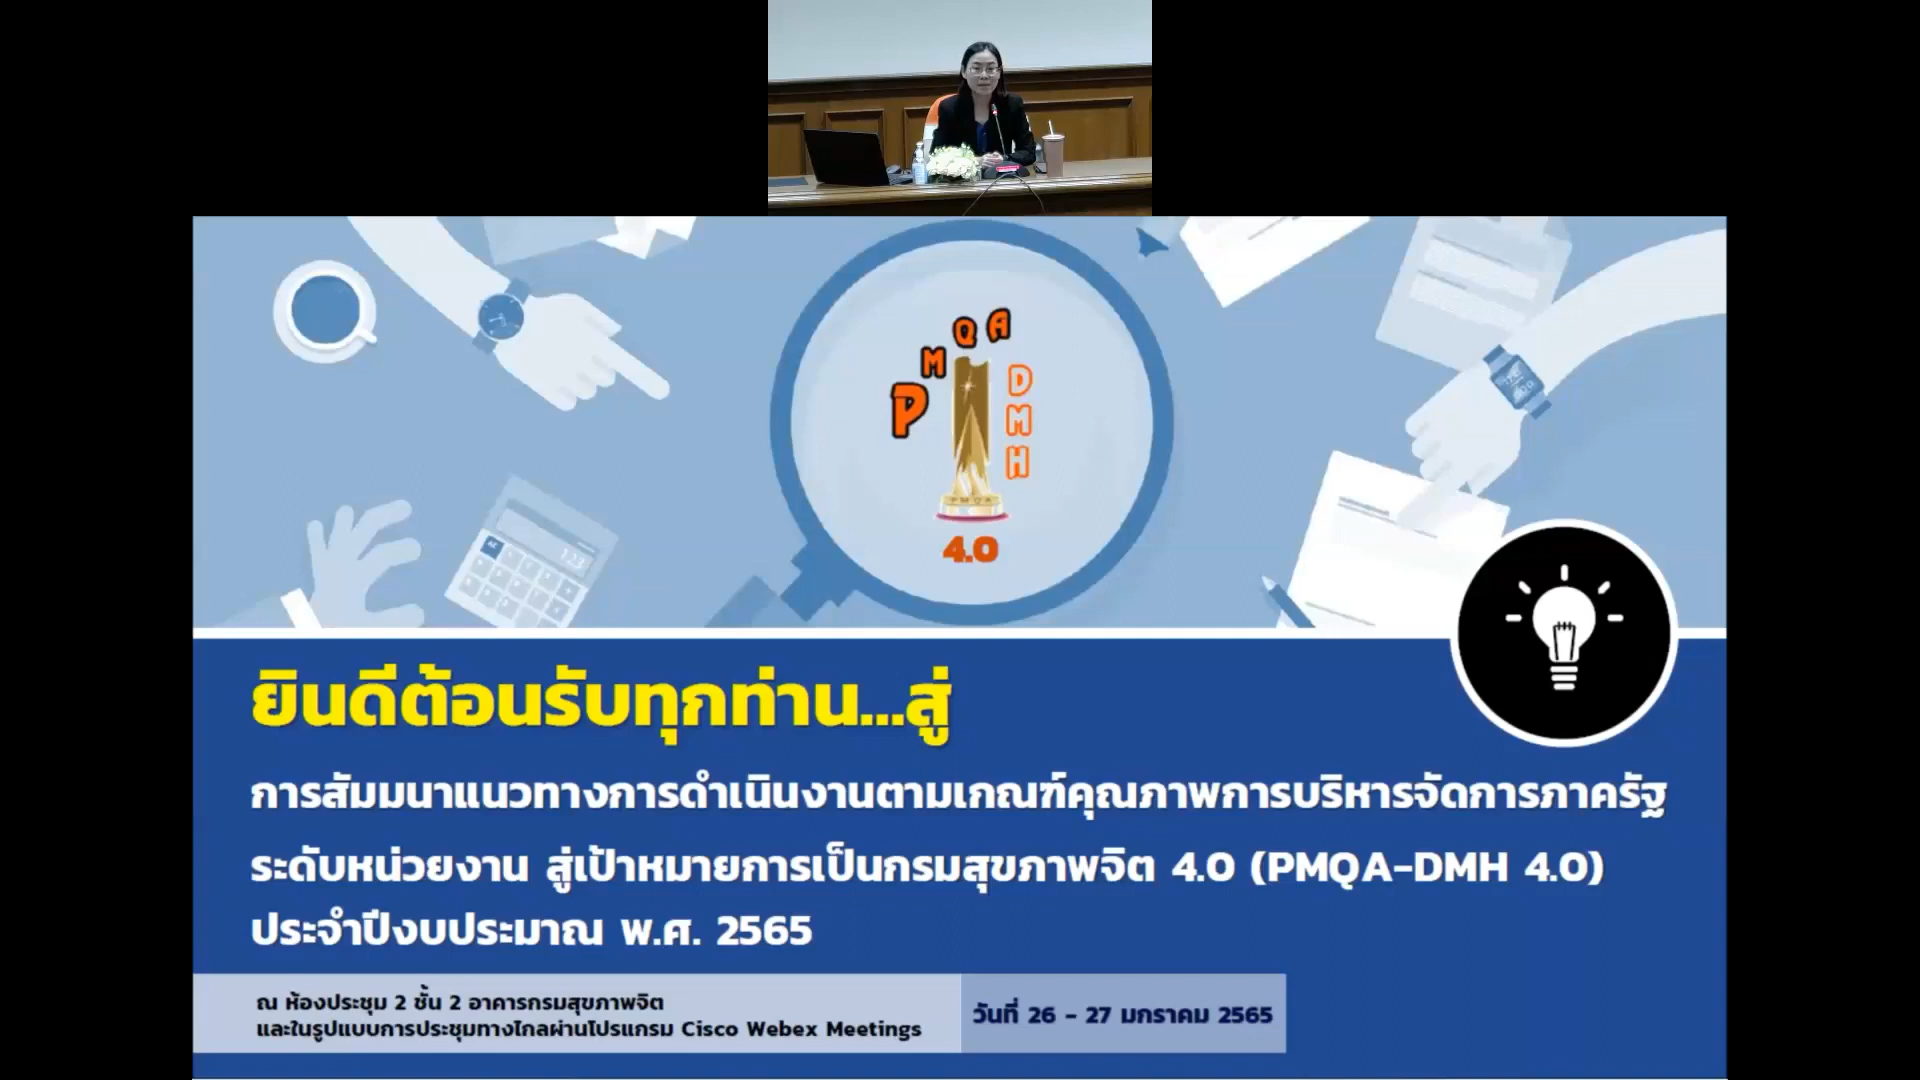 P M Q A
DMH
PMQA
4.0
123
ยินดีต้อนรับทุกท่าน...สู่
การสัมมนาแนวทางการดำเนินงานตามเกณฑ์คุณภาพการบริหารจัดการภาครัฐ
ระดับหน่วยงาน สู่เป้าหมายการเป็นกรมสุขภาพจิต 4.0 (PMQA-DMH 4.0)
ประจำปีงบประมาณ พ.ศ. 2565
ณ ห้องประชุม 2 ชั้น 2 อาคารกรมสุขภาพจิต
และในรูปแบบการประชุมทางไกลผ่านโปรแกรม Cisco Webex Meetings
วันที่ 26 - 27 มกราคม 2565